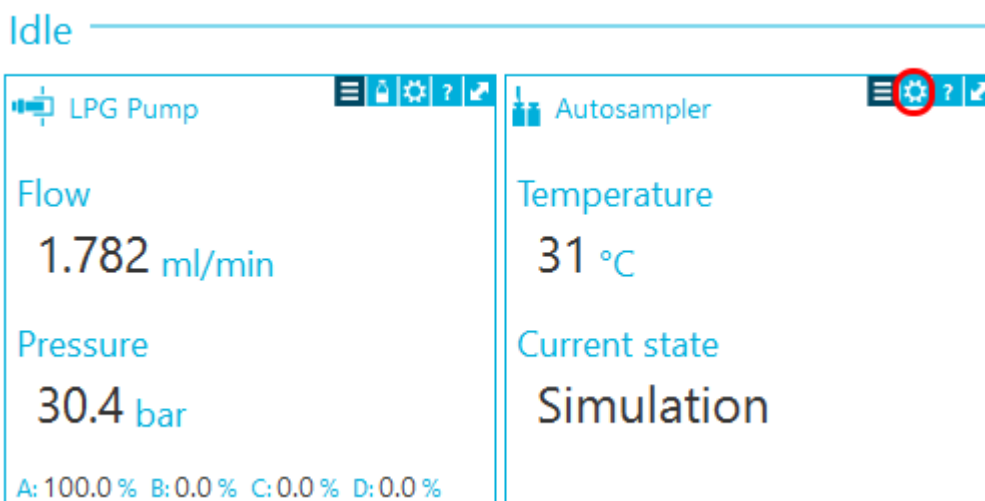 Idle
LPG Pump
?
Flow
1.782 ml/min
Pressure
30.4 bar
A: 100.0 % B: 0.0 % C: 0.0 % D: 0.0 %
Autosampler
?
Temperature
31 °C
Current state
Simulation